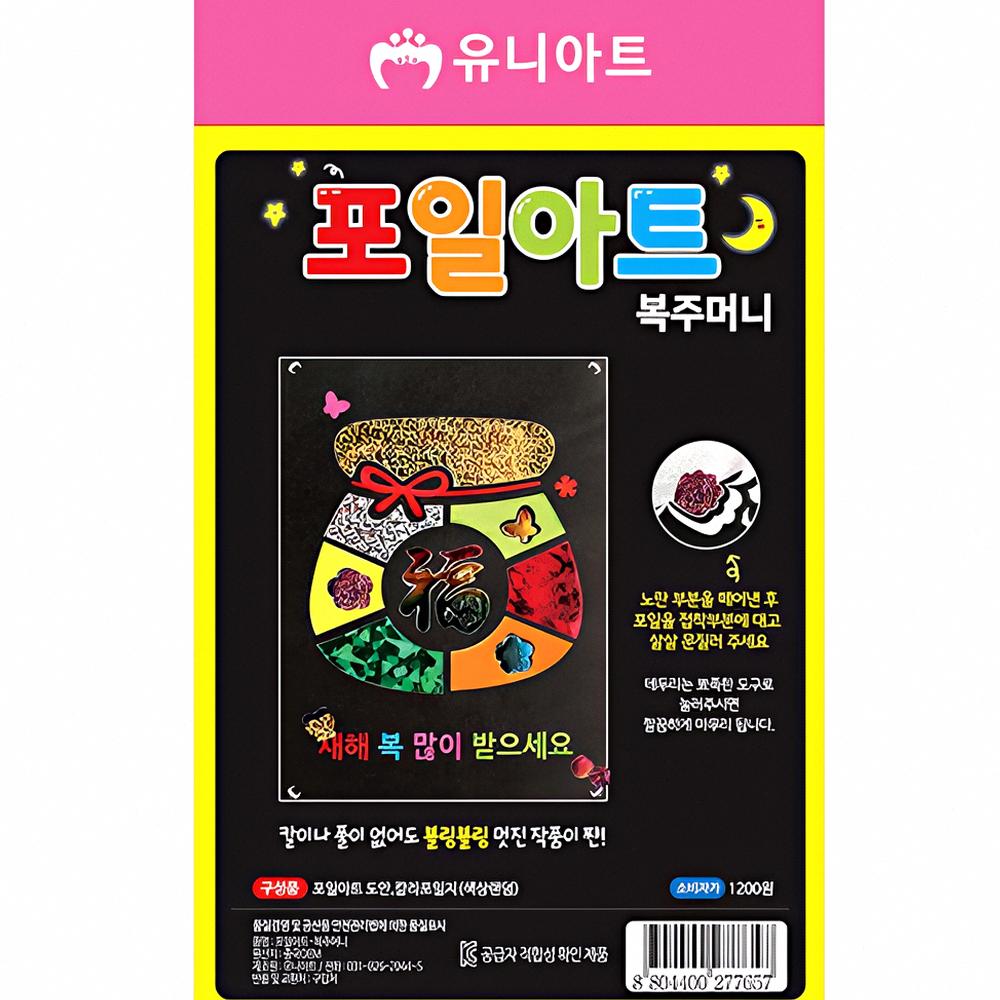 유니아트
포일아트
복주머니
福
새해 복 많이 받으세요
노란 부분을 떼어낸 후
포일을 접착부분에 대고
살살 문질러 주세요
테두리는 뾰족한 도구로
눌러주시면
꼼꼼하게 마무리 됩니다.
칼이나 풀이 없어도 블링블링 멋진 작품이 짠!
구성품 포일아트 도안, 칼라포일지(색상랜덤)
소비자가 1200원
공급자 적합성 확인 제품
8 804400 277657